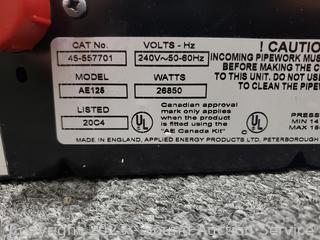 CAT No.
VOLTS - Hz
45-557701
240V~50-60Hz
MODEL
WATTS
AE125
26850
LISTED
20C4
Canadian approval
mark only applies
when the product
is fitted using the
"AE Canada Kit"
UL
UL
MADE IN ENGLAND, APPLIED ENERGY PRODUCTS LTD, PETERBOROUGH
! CAUTIO
INCOMING PIPEWORK MUS
BEFORE MAKING THE C
TO THIS UNIT. DO NOT USE
TO CLEAN THE PIPEW
PRESS
MIN 14
MAX 15